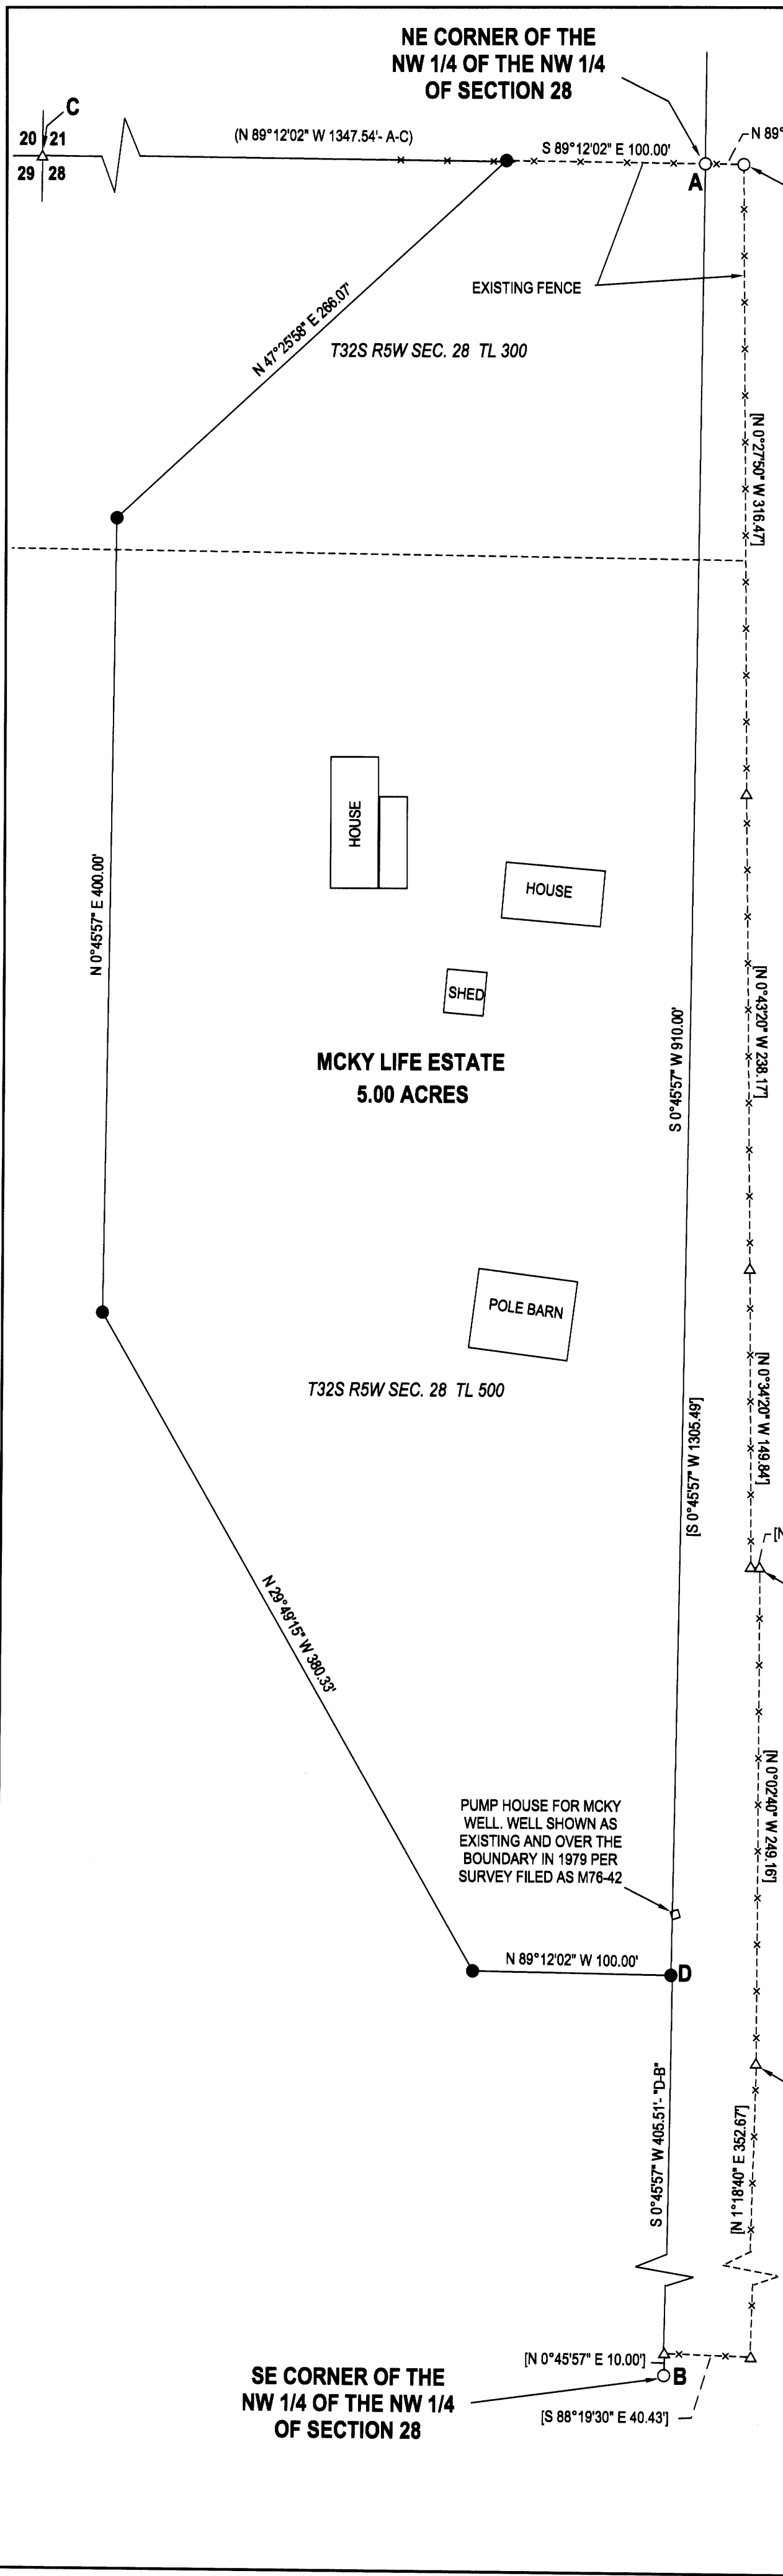 NE CORNER OF THE
NW 1/4 OF THE NW 1/4
OF SECTION 28
C
20 21
29 28
(N 89°12'02" W 1347.54'- A-C)
S 89°12'02" E 100.00'
N 89°
A
EXISTING FENCE
N 47°25'58" E 266.07'
T32S R5W SEC. 28 TL 300
[N 0°27'50" W 316.47']
HOUSE
HOUSE
SHED
N 0°45'57" E 400.00'
MCKY LIFE ESTATE
5.00 ACRES
S 0°45'57" W 910.00'
[N 0°43'20" W 238.17']
POLE BARN
T32S R5W SEC. 28 TL 500
[N 0°34'20" W 149.84']
[S 0°45'57" W 1305.49']
[N
N 29°49'15" W 380.33'
PUMP HOUSE FOR MCKY
WELL. WELL SHOWN AS
EXISTING AND OVER THE
BOUNDARY IN 1979 PER
SURVEY FILED AS M76-42
[N 0°02'40" W 249.16']
N 89°12'02" W 100.00'
D
S 0°45'57" W 405.51'- "D-B"
[N 1°18'40" E 352.67']
[N 0°45'57" E 10.00']
B
SE CORNER OF THE
NW 1/4 OF THE NW 1/4
OF SECTION 28
[S 88°19'30" E 40.43']